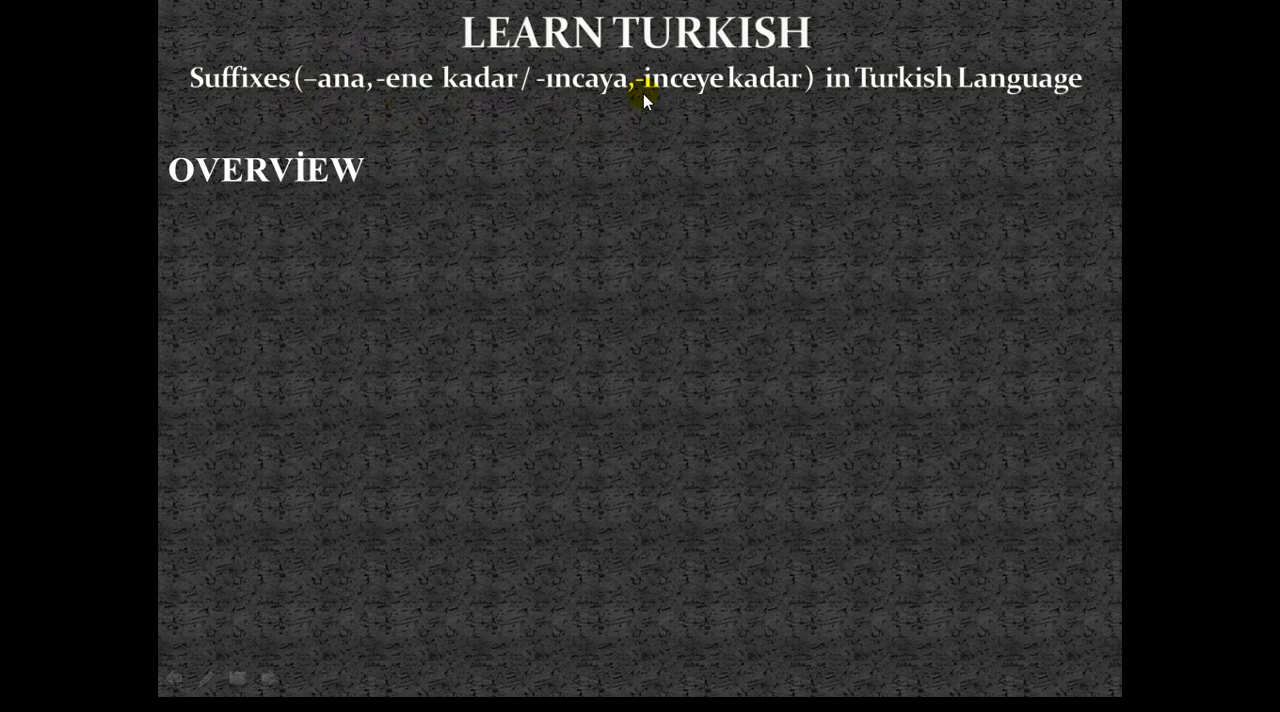 LEARN TURKISH
Suffixes (–ana, -ene kadar / -ıncaya,-inceye kadar ) in Turkish Language
OVERVİEW